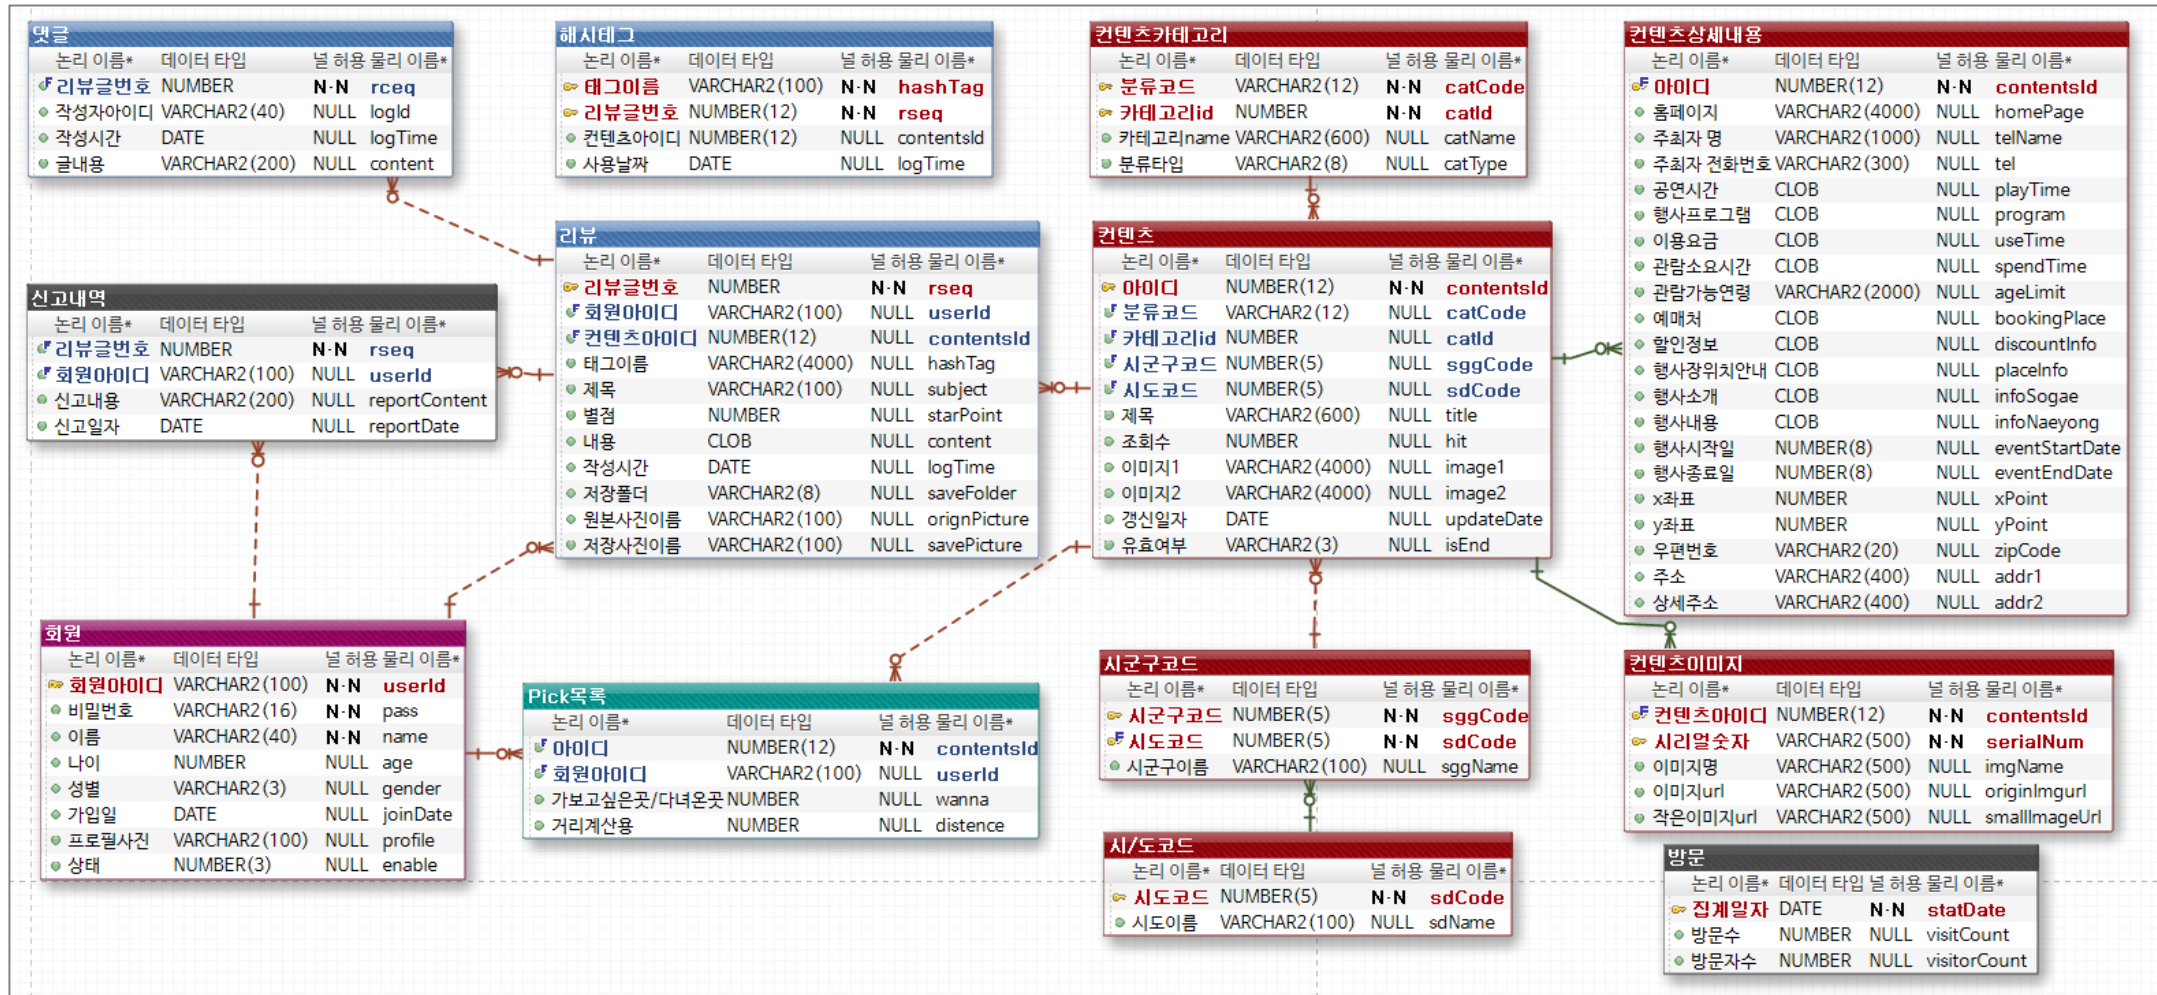 댓글
논리 이름* 데이터 타입 널 허용 물리 이름*
리뷰글번호 NUMBER N·N rceq
작성자아이디 VARCHAR2(40) NULL logId
작성시간 DATE NULL logTime
글내용 VARCHAR2(200) NULL content
해시테그
논리 이름* 데이터 타입 널 허용 물리 이름*
태그이름 VARCHAR2(100) N·N hashTag
리뷰글번호 NUMBER(12) N·N rseq
컨텐츠아이디 NUMBER(12) NULL contentsId
사용날짜 DATE NULL logTime
컨텐츠카테고리
논리 이름* 데이터 타입 널 허용 물리 이름*
분류코드 VARCHAR2(12) N·N catCode
카테고리id NUMBER N·N catId
카테고리name VARCHAR2(600) NULL catName
분류타입 VARCHAR2(8) NULL catType
컨텐츠상세내용
논리 이름* 데이터 타입 널 허용 물리 이름*
아이디 NUMBER(12) N·N contentsId
홈페이지 VARCHAR2(4000) NULL homePage
주최자 명 VARCHAR2(1000) NULL telName
주최자 전화번호 VARCHAR2(300) NULL tel
공연시간 CLOB NULL playTime
행사프로그램 CLOB NULL program
이용요금 CLOB NULL useTime
관람소요시간 CLOB NULL spendTime
관람가능연령 VARCHAR2(2000) NULL ageLimit
예매처 CLOB NULL bookingPlace
할인정보 CLOB NULL discountInfo
행사장위치안내 CLOB NULL placeInfo
행사소개 CLOB NULL infoSogae
행사내용 CLOB NULL infoNaeyong
행사시작일 NUMBER(8) NULL eventStartDate
행사종료일 NUMBER(8) NULL eventEndDate
x좌표 NUMBER NULL xPoint
y좌표 NUMBER NULL yPoint
우편번호 VARCHAR2(20) NULL zipCode
주소 VARCHAR2(400) NULL addr1
상세주소 VARCHAR2(400) NULL addr2
리뷰
논리 이름* 데이터 타입 널 허용 물리 이름*
리뷰글번호 NUMBER N·N rseq
회원아이디 VARCHAR2(100) NULL userId
컨텐츠아이디 NUMBER(12) NULL contentsId
태그이름 VARCHAR2(4000) NULL hashTag
제목 VARCHAR2(100) NULL subject
별점 NUMBER NULL starPoint
내용 CLOB NULL content
작성시간 DATE NULL logTime
저장폴더 VARCHAR2(8) NULL saveFolder
원본사진이름 VARCHAR2(100) NULL orignPicture
저장사진이름 VARCHAR2(100) NULL savePicture
컨텐츠
논리 이름* 데이터 타입 널 허용 물리 이름*
아이디 NUMBER(12) N·N contentsId
분류코드 VARCHAR2(12) NULL catCode
카테고리id NUMBER NULL catId
시군구코드 NUMBER(5) NULL sggCode
시도코드 NUMBER(5) NULL sdCode
제목 VARCHAR2(600) NULL title
조회수 NUMBER NULL hit
이미지1 VARCHAR2(4000) NULL image1
이미지2 VARCHAR2(4000) NULL image2
갱신일자 DATE NULL updateDate
유효여부 VARCHAR2(3) NULL isEnd
신고내역
논리 이름* 데이터 타입 널 허용 물리 이름*
리뷰글번호 NUMBER N·N rseq
회원아이디 VARCHAR2(100) NULL userId
신고내용 VARCHAR2(200) NULL reportContent
신고일자 DATE NULL reportDate
회원
논리 이름* 데이터 타입 널 허용 물리 이름*
회원아이디 VARCHAR2(100) N·N userId
비밀번호 VARCHAR2(16) N·N pass
이름 VARCHAR2(40) N·N name
나이 NUMBER NULL age
성별 VARCHAR2(3) NULL gender
가입일 DATE NULL joinDate
프로필사진 VARCHAR2(100) NULL profile
상태 NUMBER(3) NULL enable
Pick목록
논리 이름* 데이터 타입 널 허용 물리 이름*
아이디 NUMBER(12) N·N contentsId
회원아이디 VARCHAR2(100) NULL userId
가보고싶은곳/다녀온곳 NUMBER NULL wanna
거리계산용 NUMBER NULL distence
시군구코드
논리 이름* 데이터 타입 널 허용 물리 이름*
시군구코드 NUMBER(5) N·N sggCode
시도코드 NUMBER(5) N·N sdCode
시군구이름 VARCHAR2(100) NULL sggName
시/도코드
논리 이름* 데이터 타입 널 허용 물리 이름*
시도코드 NUMBER(5) N·N sdCode
시도이름 VARCHAR2(100) NULL sdName
컨텐츠이미지
논리 이름* 데이터 타입 널 허용 물리 이름*
컨텐츠아이디 NUMBER(12) N·N contentsId
시리얼숫자 VARCHAR2(500) N·N serialNum
이미지명 VARCHAR2(500) NULL imgName
이미지url VARCHAR2(500) NULL originImgurl
작은이미지url VARCHAR2(500) NULL smallImageUrl
방문
논리 이름* 데이터 타입 널 허용 물리 이름*
집계일자 DATE N·N statDate
방문수 NUMBER NULL visitCount
방문자수 NUMBER NULL visitorCount